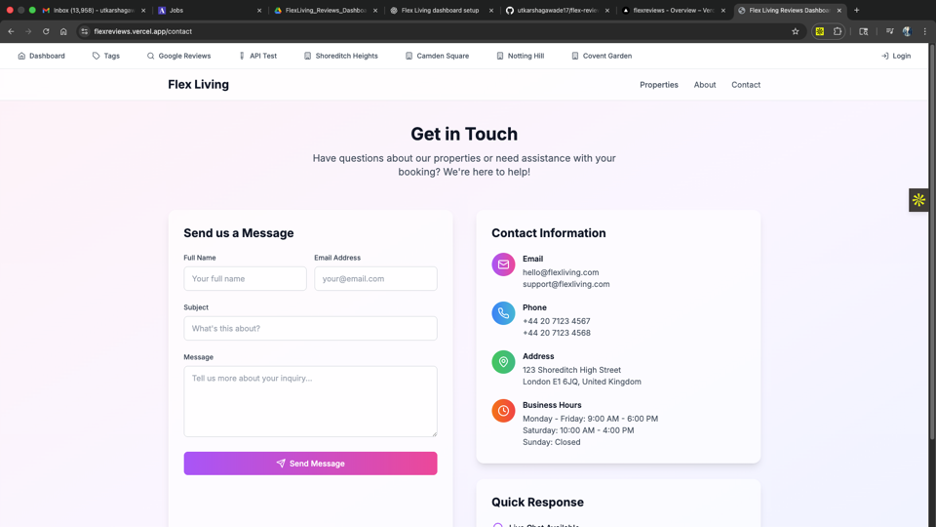 Inbox (13,958) - utkarshagaw
Jobs
FlexLiving_Reviews_Dashbo
Flex Living dashboard setup
utkarshagawade17/flex-revie
flexreviews - Overview – Ver
Flex Living Reviews Dashboa
flexreviews.vercel.app/contact
Dashboard
Tags
Google Reviews
API Test
Shoreditch Heights
Camden Square
Notting Hill
Covent Garden
Login
Flex Living
Properties
About
Contact
Get in Touch
Have questions about our properties or need assistance with your
booking? We're here to help!
Send us a Message
Full Name
Email Address
Your full name
your@email.com
Subject
What's this about?
Message
Tell us more about your inquiry...
Send Message
Contact Information
Email
hello@flexliving.com
support@flexliving.com
Phone
+44 20 7123 4567
+44 20 7123 4568
Address
123 Shoreditch High Street
London E1 6JQ, United Kingdom
Business Hours
Monday - Friday: 9:00 AM - 6:00 PM
Saturday: 10:00 AM - 4:00 PM
Sunday: Closed
Quick Response
Live Chat Available